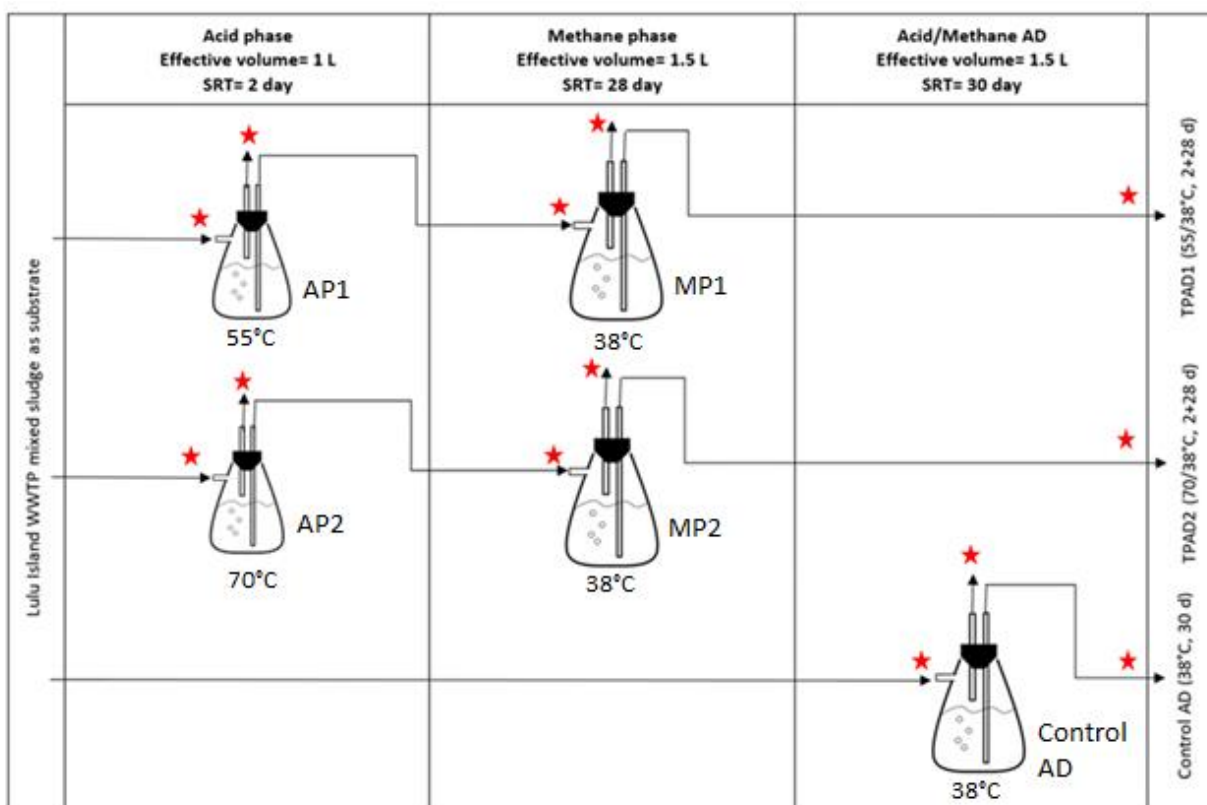 Acid phase
Effective volume= 1 L
SRT= 2 day
Methane phase
Effective volume= 1.5 L
SRT= 28 day
Acid/Methane AD
Effective volume= 1.5 L
SRT= 30 day
Lulu Island WWTP mixed sludge as substrate
AP1
55°C
MP1
38°C
TPAD1 (55/38°C, 2+28 d)
AP2
70°C
MP2
38°C
TPAD2 (70/38°C, 2+28 d)
Control
AD
38°C
Control AD (38°C, 30 d)